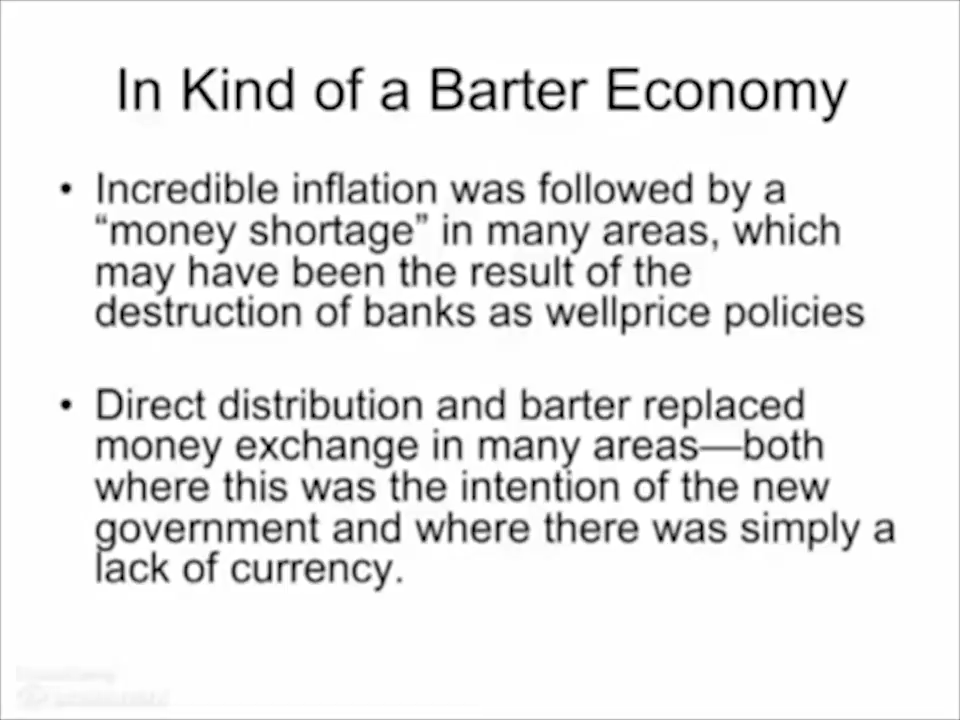 In Kind of a Barter Economy
• Incredible inflation was followed by a
“money shortage” in many areas, which
may have been the result of the
destruction of banks as wellprice policies
• Direct distribution and barter replaced
money exchange in many areas—both
where this was the intention of the new
government and where there was simply a
lack of currency.